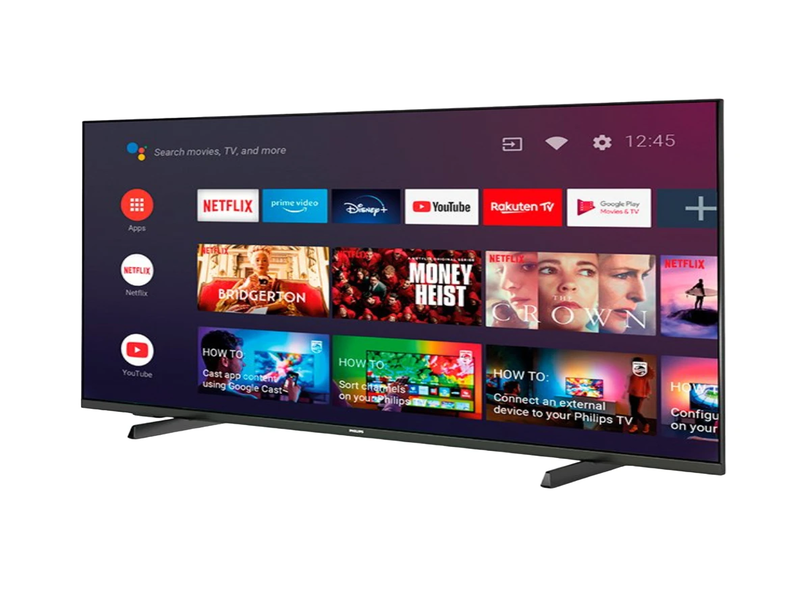 Search movies, TV, and more
12:45
Apps
NETFLIX
prime video
Disney+
YouTube
Rakuten TV
Google Play
Movies & TV
NETFLIX
Netflix
NETFLIX
BRIDGERTON
NETFLIX
MONEY
HEIST
NETFLIX
THE
CROWN
NETFLIX
YouTube
HOW TO
Cast app content
using Google Cast
HOW TO
Sort channels
on your Philips TV
HOW TO:
Connect an external
device to your Philips TV
HOW T
Configu
on your
PHILIPS